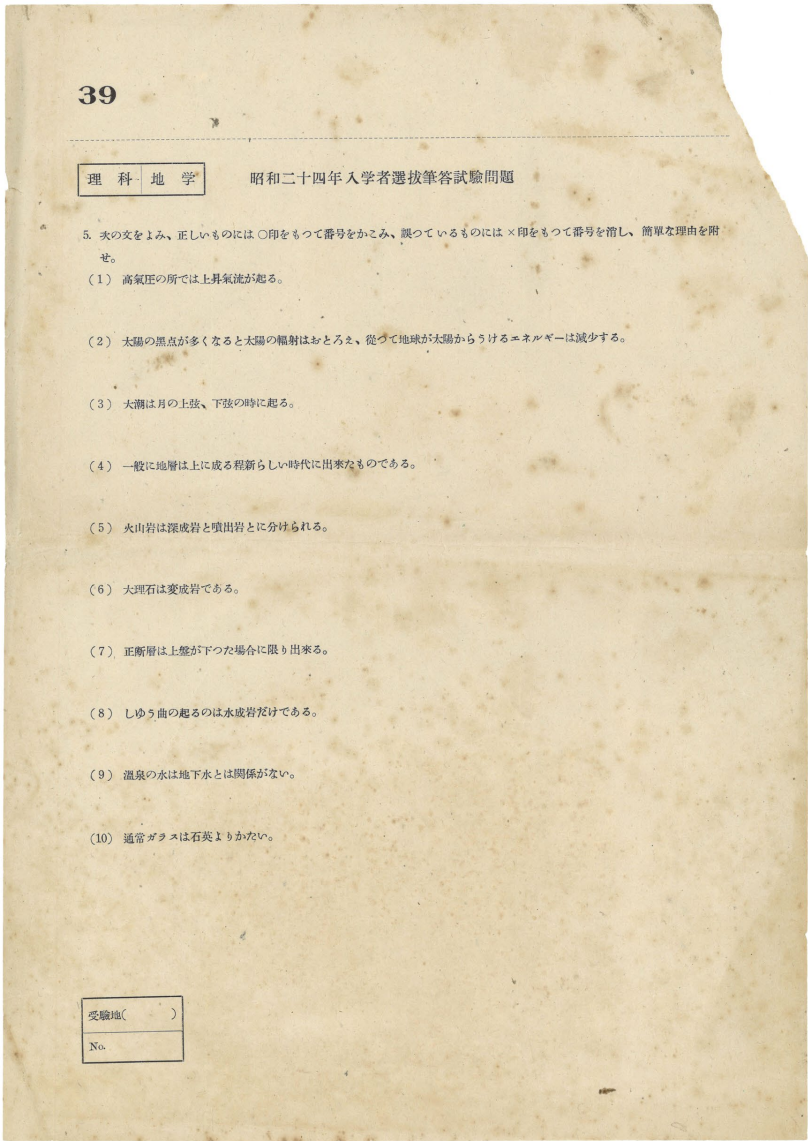 39
理科 地学
昭和二十四年入学者選抜筆答試驗問題
5. 次の文をよみ、正しいものには○印をもつて番号をかこみ、誤つているものには×印をもつて番号を消し、簡單な理由を附
せ。
(1) 高氣圧の所では上昇氣流が起る。
(2) 太陽の黒点が多くなると太陽の輻射はおとろえ、從つて地球が太陽からうけるエネルギーは減少する。
(3) 大潮は月の上弦、下弦の時に起る。
(4) 一般に地層は上に成る程新らしい時代に出來たものである。
(5) 火山岩は深成岩と噴出岩とに分けられる。
(6) 大理石は変成岩である。
(7) 正断層は上盤が下つた場合に限り出來る。
(8) しゆう曲の起るのは水成岩だけである。
(9) 溫泉の水は地下水とは関係がない。
(10) 通常ガラスは石英よりかたい。
受驗地( )
No.